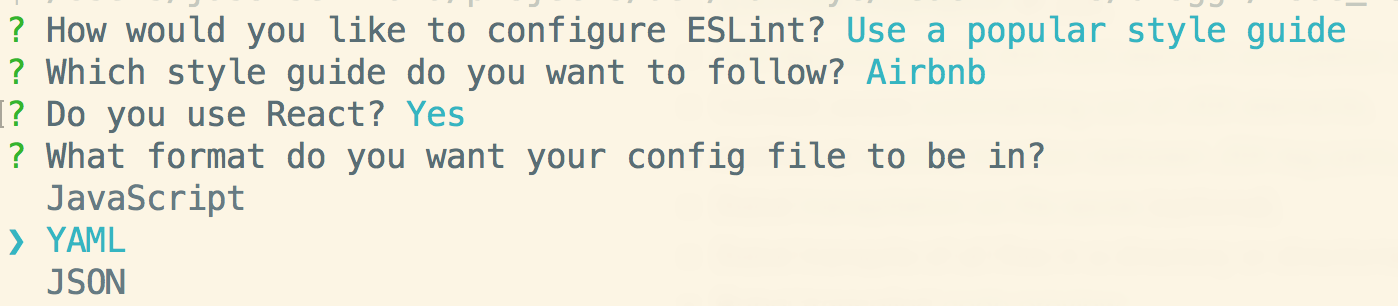 ? How would you like to configure ESLint? Use a popular style guide
? Which style guide do you want to follow? Airbnb
? Do you use React? Yes
? What format do you want your config file to be in?
JavaScript
❯ YAML
JSON